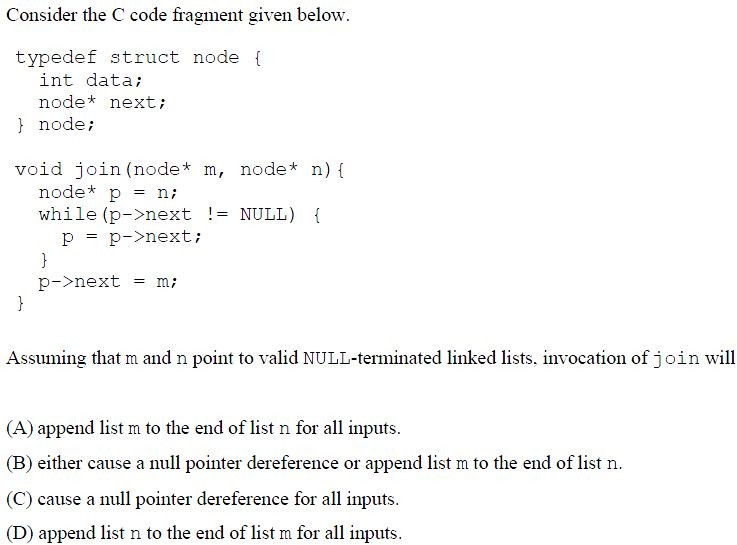 Consider the C code fragment given below.
typedef struct node {
int data;
node* next;
} node;
void join(node* m, node* n){
node* p = n;
while(p->next != NULL) {
p = p->next;
}
p->next = m;
}
Assuming that m and n point to valid NULL-terminated linked lists, invocation of join will
(A) append list m to the end of list n for all inputs.
(B) either cause a null pointer dereference or append list m to the end of list n.
(C) cause a null pointer dereference for all inputs.
(D) append list n to the end of list m for all inputs.